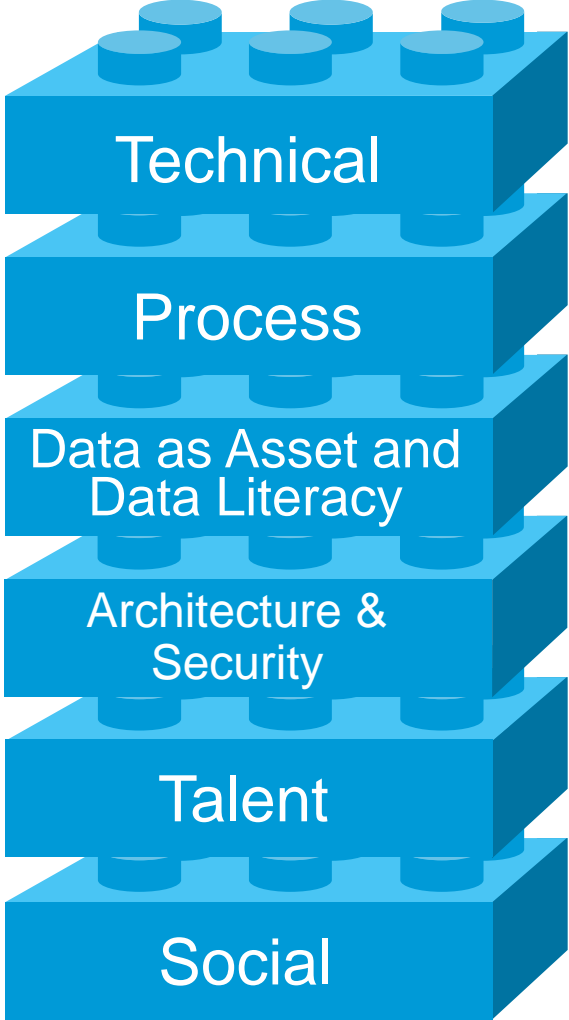 Technical
Process
Data as Asset and
Data Literacy
Architecture &
Security
Talent
Social